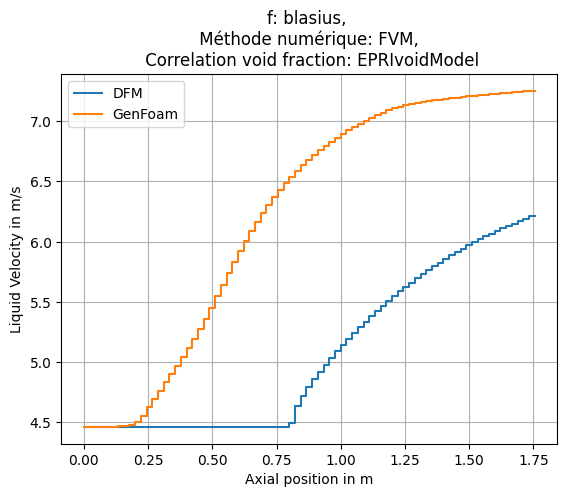 f: blasius,
Méthode numérique: FVM,
Correlation void fraction: EPRIvoidModel
DFM
GenFoam
Liquid Velocity in m/s
7.0
6.5
6.0
5.5
5.0
4.5
0.00 0.25 0.50 0.75 1.00 1.25 1.50 1.75
Axial position in m